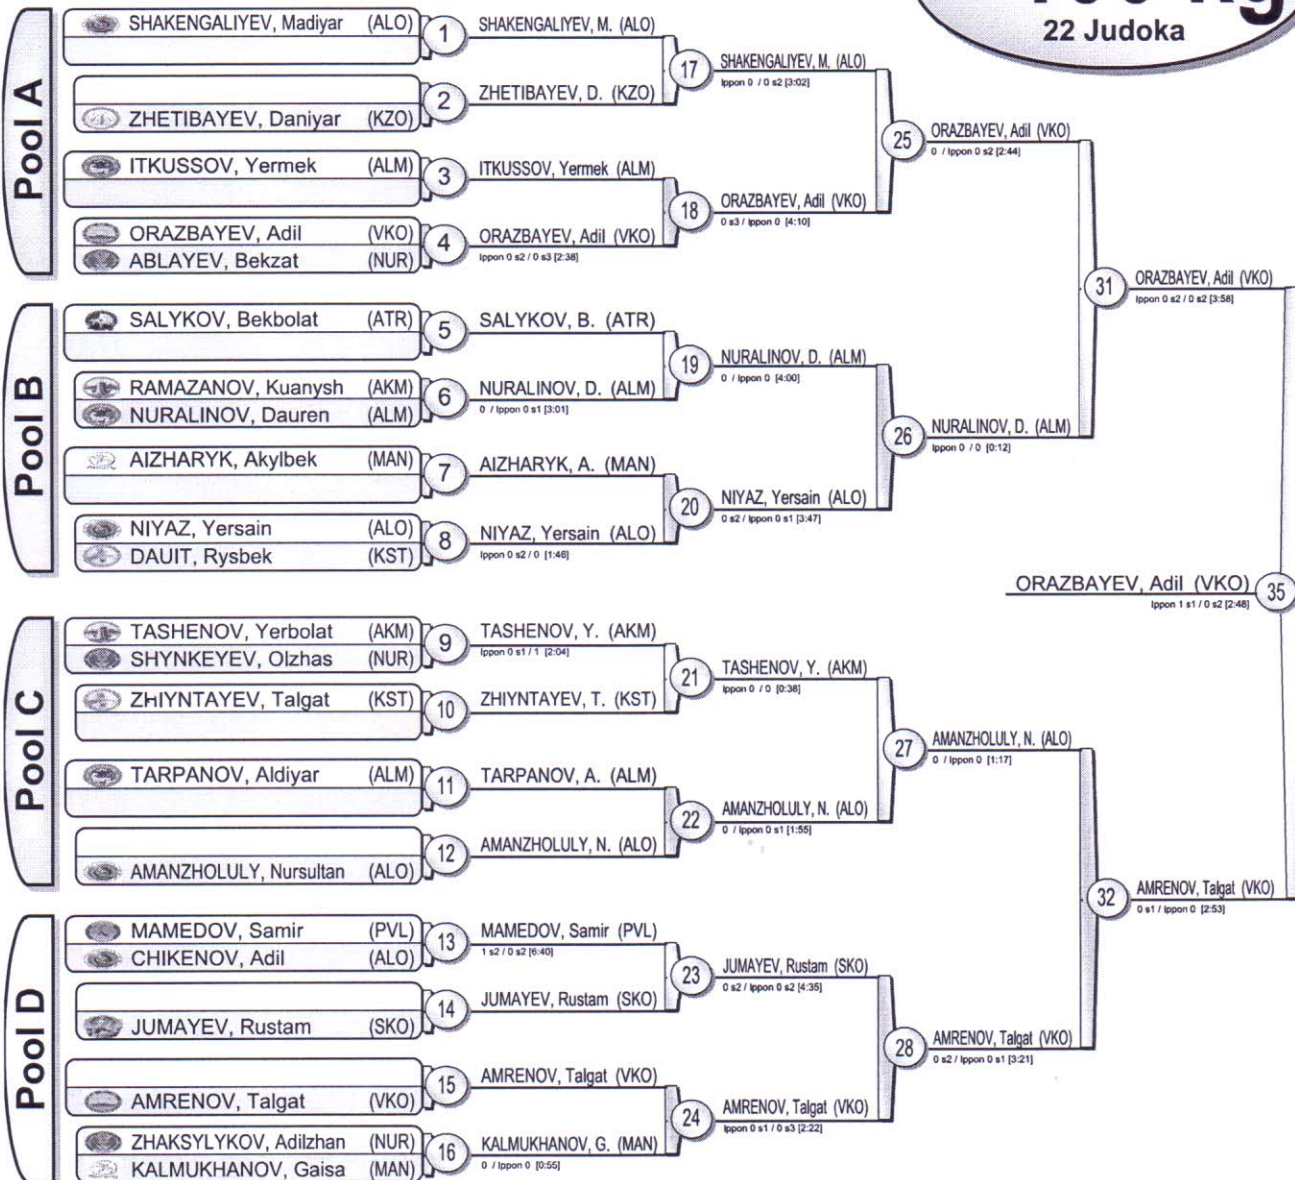 22 Judoka
Pool A
SHAKENGALIYEV, Madiyar (ALO)
1
ZHETIBAYEV, Daniyar (KZO)
2
ITKUSSOV, Yermek (ALM)
3
ORAZBAYEV, Adil (VKO)
ABLAYEV, Bekzat (NUR)
4
SHAKENGALIYEV, M. (ALO)
ZHETIBAYEV, D. (KZO)
17
ITKUSSOV, Yermek (ALM)
ORAZBAYEV, Adil (VKO)
Ippon 0 s2 / 0 s3 [2:38]
18
SHAKENGALIYEV, M. (ALO)
Ippon 0 / 0 s2 [3:02]
ORAZBAYEV, Adil (VKO)
0 s3 / Ippon 0 [4:10]
25
ORAZBAYEV, Adil (VKO)
0 / Ippon 0 s2 [2:44]
Pool B
SALYKOV, Bekbolat (ATR)
5
RAMAZANOV, Kuanysh (AKM)
NURALINOV, Dauren (ALM)
6
AIZHARYK, Akylbek (MAN)
7
NIYAZ, Yersain (ALO)
DAUIT, Rysbek (KST)
8
SALYKOV, B. (ATR)
NURALINOV, D. (ALM)
0 / Ippon 0 s1 [3:01]
19
AIZHARYK, A. (MAN)
NIYAZ, Yersain (ALO)
Ippon 0 s2 / 0 [1:46]
20
NURALINOV, D. (ALM)
0 / Ippon 0 [4:00]
NIYAZ, Yersain (ALO)
0 s2 / Ippon 0 s1 [3:47]
26
NURALINOV, D. (ALM)
Ippon 0 / 0 [0:12]
31
ORAZBAYEV, Adil (VKO)
Ippon 0 s2 / 0 s2 [3:58]
Pool C
TASHENOV, Yerbolat (AKM)
SHYNKEYEV, Olzhas (NUR)
9
ZHIYNTAYEV, Talgat (KST)
10
TARPANOV, Aldiyar (ALM)
11
AMANZHOLULY, Nursultan (ALO)
12
TASHENOV, Y. (AKM)
Ippon 0 s1 / 1 [2:04]
ZHIYNTAYEV, T. (KST)
21
TARPANOV, A. (ALM)
AMANZHOLULY, N. (ALO)
22
TASHENOV, Y. (AKM)
Ippon 0 / 0 [0:38]
AMANZHOLULY, N. (ALO)
0 / Ippon 0 s1 [1:55]
27
AMANZHOLULY, N. (ALO)
0 / Ippon 0 [1:17]
Pool D
MAMEDOV, Samir (PVL)
CHIKENOV, Adil (ALO)
13
JUMAYEV, Rustam (SKO)
14
AMRENOV, Talgat (VKO)
15
ZHAKSYLYKOV, Adilzhan (NUR)
KALMUKHANOV, Gaisa (MAN)
16
MAMEDOV, Samir (PVL)
1 s2 / 0 s2 [6:40]
JUMAYEV, Rustam (SKO)
23
AMRENOV, Talgat (VKO)
KALMUKHANOV, G. (MAN)
0 / Ippon 0 [0:55]
24
JUMAYEV, Rustam (SKO)
0 s2 / Ippon 0 s2 [4:35]
AMRENOV, Talgat (VKO)
Ippon 0 s1 / 0 s3 [2:22]
28
AMRENOV, Talgat (VKO)
0 s2 / Ippon 0 s1 [3:21]
32
AMRENOV, Talgat (VKO)
0 s1 / Ippon 0 [2:53]
ORAZBAYEV, Adil (VKO)
Ippon 1 s1 / 0 s2 [2:48]
35